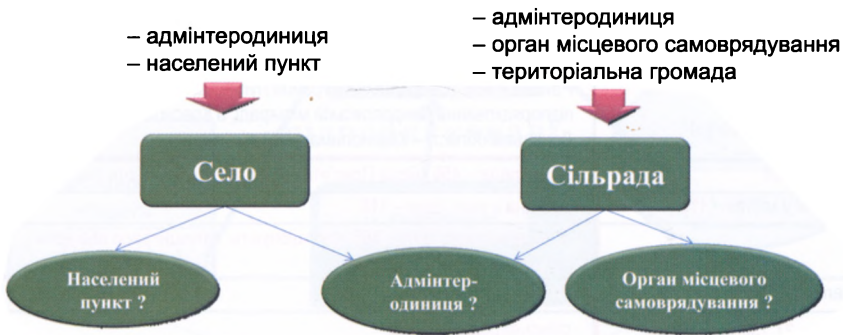 – адмінтеродиниця
– населений пункт
– адмінтеродиниця
– орган місцевого самоврядування
– територіальна громада
Село
Сільрада
Населений
пункт ?
Адмінтер-
одиниця ?
Орган місцевого
самоврядування ?